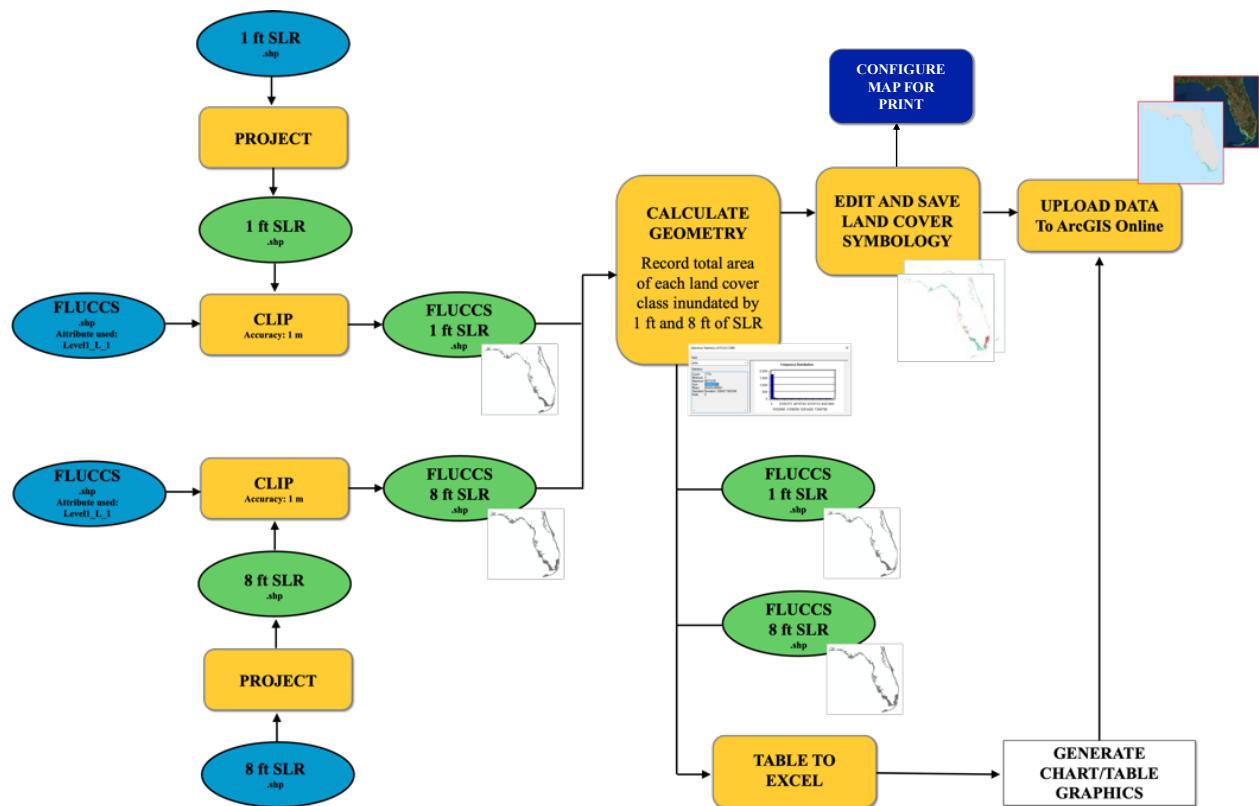 1 ft SLR
.shp
PROJECT
1 ft SLR
.shp
FLUCCS
.shp
Attribute used:
Level1_L_1
CLIP
Accuracy: 1 m
FLUCCS
1 ft SLR
.shp
FLUCCS
.shp
Attribute used:
Level1_L_1
CLIP
Accuracy: 1 m
FLUCCS
8 ft SLR
.shp
8 ft SLR
.shp
PROJECT
8 ft SLR
.shp
CALCULATE
GEOMETRY
Record total area
of each land cover
class inundated by
1 ft and 8 ft of SLR
Frequency Distribution
CONFIGURE
MAP FOR
PRINT
EDIT AND SAVE
LAND COVER
SYMBOLOGY
UPLOAD DATA
To ArcGIS Online
FLUCCS
1 ft SLR
.shp
FLUCCS
8 ft SLR
.shp
TABLE TO
EXCEL
GENERATE
CHART/TABLE
GRAPHICS